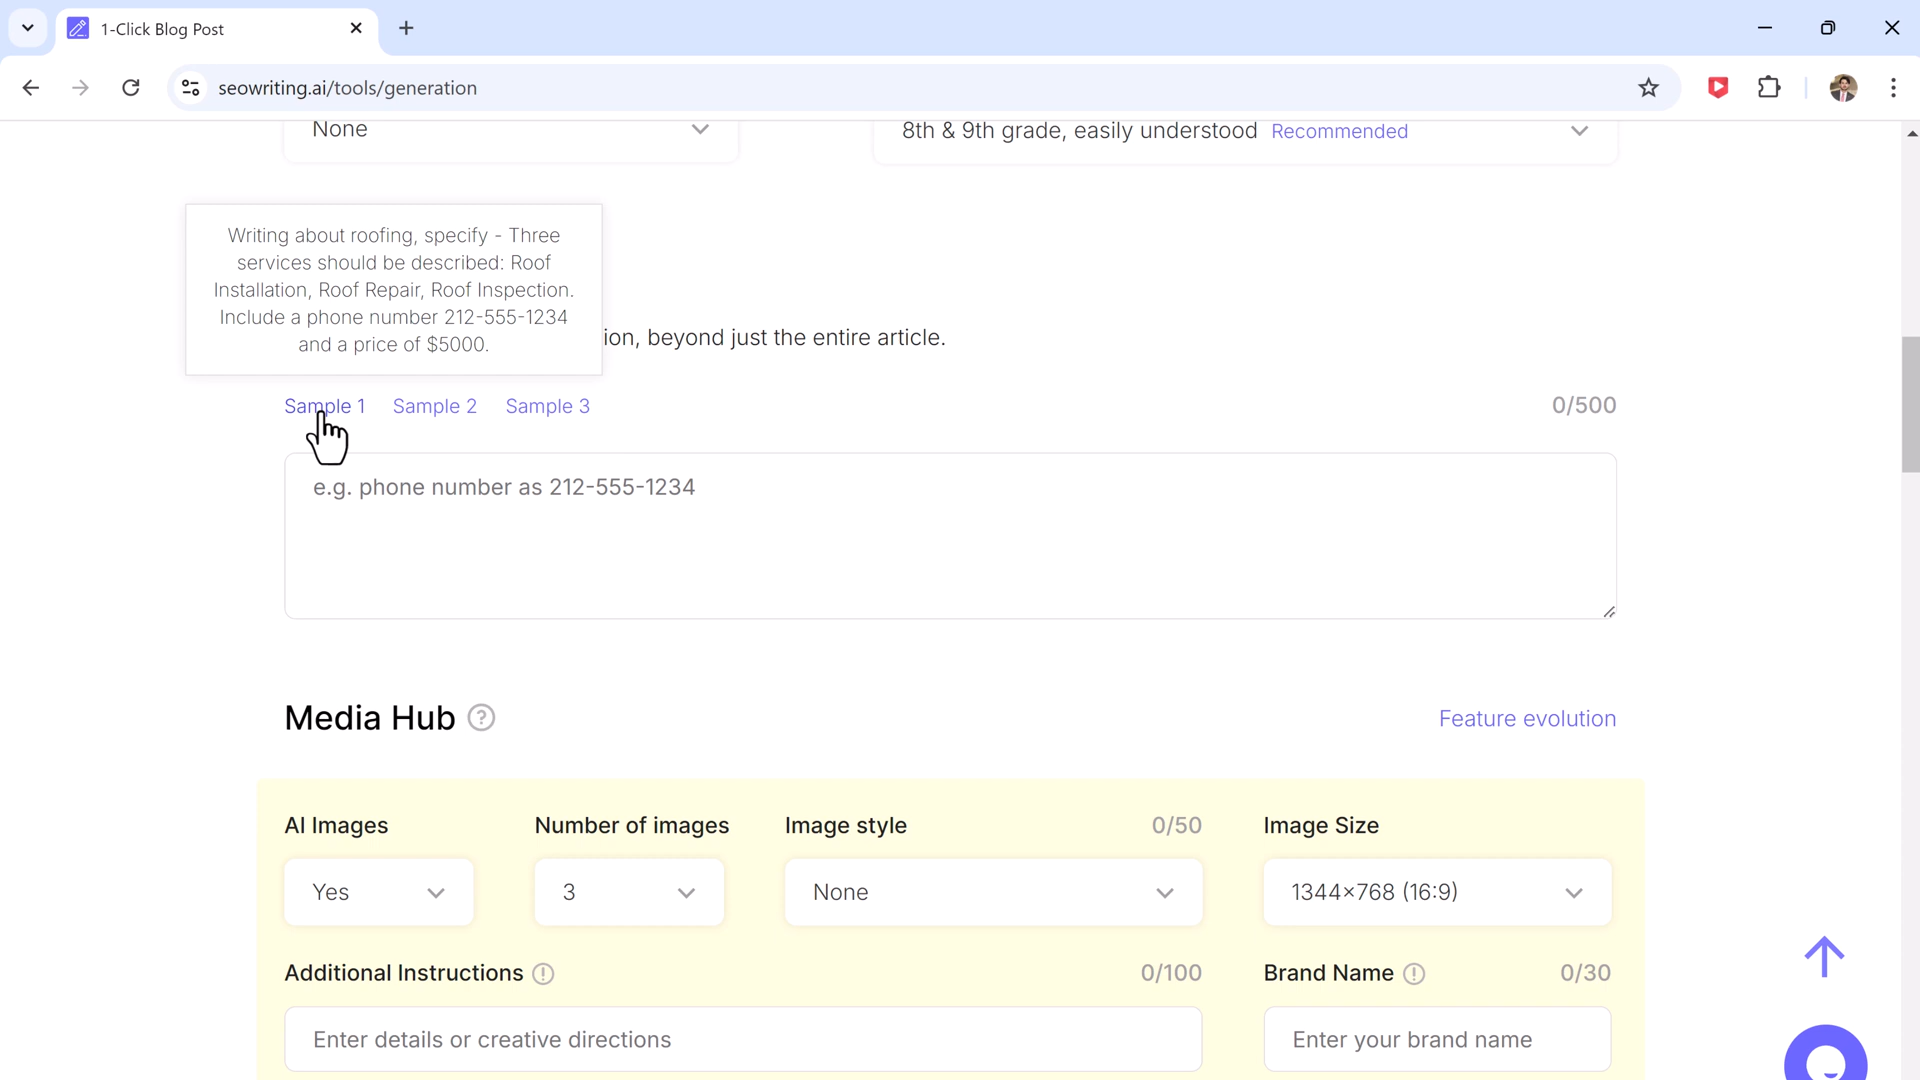 1-Click Blog Post
seowriting.ai/tools/generation
None
8th & 9th grade, easily understood Recommended
Writing about roofing, specify - Three
services should be described: Roof
Installation, Roof Repair, Roof Inspection.
Include a phone number 212-555-1234
and a price of $5000.
ion, beyond just the entire article.
Sample 1 Sample 2 Sample 3 0/500
e.g. phone number as 212-555-1234
Media Hub ? Feature evolution
AI Images Number of images Image style 0/50 Image Size
Yes 3 None 1344×768 (16:9)
Additional Instructions 0/100 Brand Name 0/30
Enter details or creative directions Enter your brand name